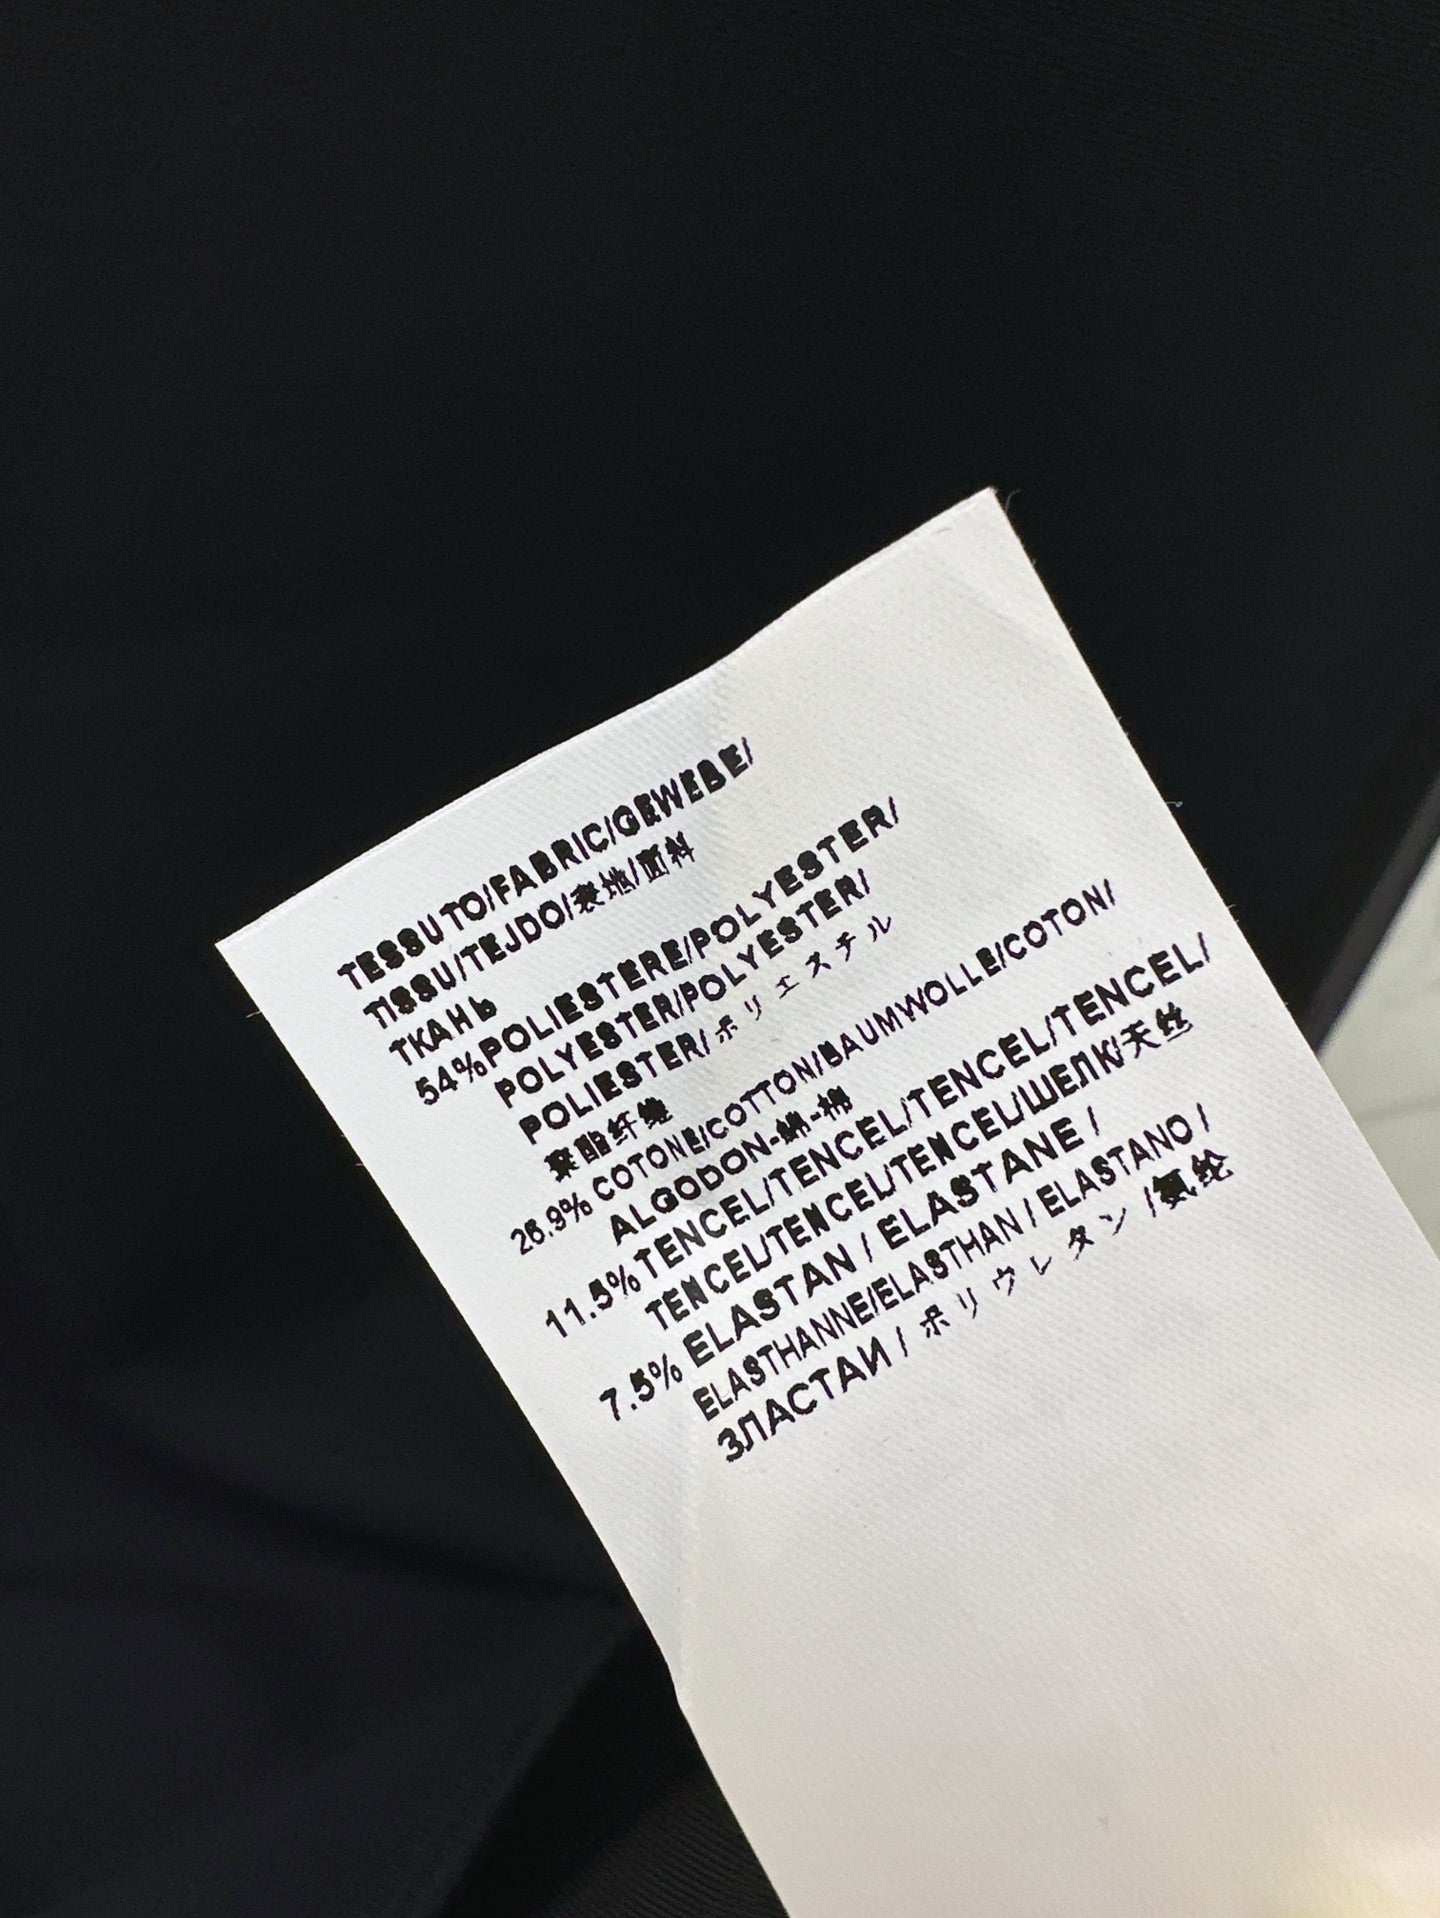 TESSUTO/FABRIC/GEWEBE/
TISSU/TEJDO/表地/面料
ТКАНЬ
54%POLIESTERE/POLYESTER/
POLYESTER/POLYESTER/
POLIESTER/ポリエステル
聚酯纤维
26.9% COTONE/COTTON/BAUMWOLLE/COTON/
ALGODON-綿-棉
11.5%TENCEL/TENCEL/TENCEL/TENCEL/
TENCEL/TENCEL/TENCEL/ШЕЛК/天丝
7.5% ELASTAN / ELASTANE /
ELASTHANNE/ELASTHAN / ELASTANO /
ЗЛАСТАИ / ポリウレタン /氨纶